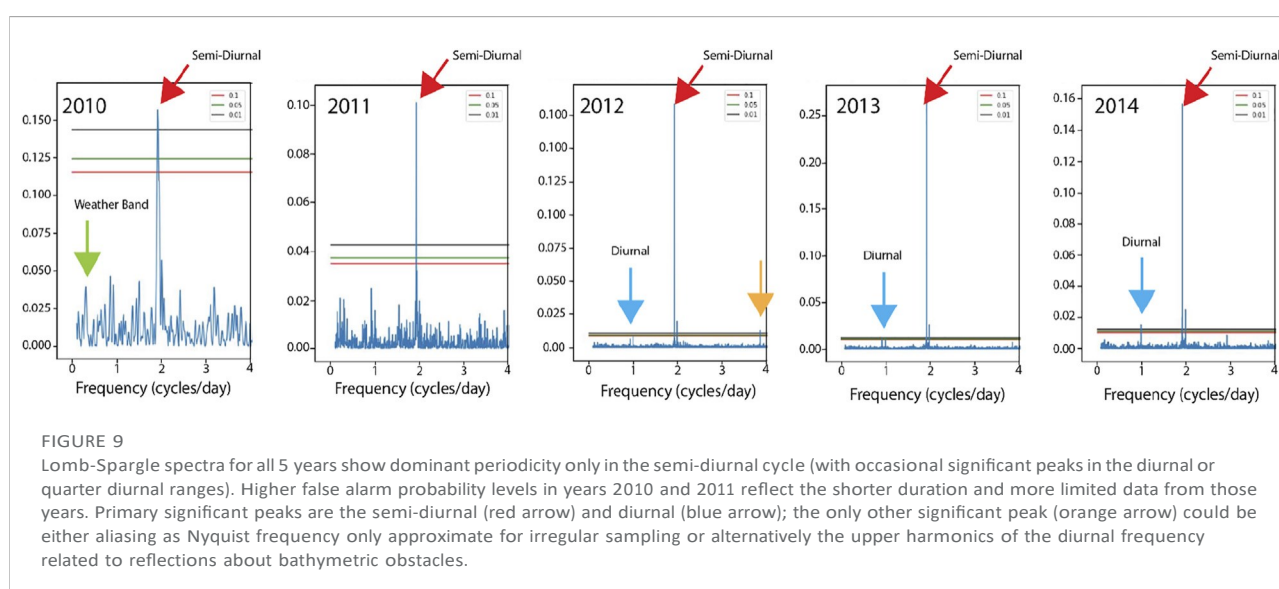 Semi-Diurnal
2010
0.1
0.05
0.01
0.150
0.125
0.100
0.075
0.050
0.025
0.000
Weather Band
0 1 2 3 4
Frequency (cycles/day)
Semi-Diurnal
2011
0.1
0.05
0.01
0.10
0.08
0.06
0.04
0.02
0.00
0 1 2 3 4
Frequency (cycles/day)
Semi-Diurnal
2012
0.1
0.05
0.01
0.100
0.125
0.100
0.075
0.050
0.025
0.00
Diurnal
0 1 2 3 4
Frequency (cycles/day)
Semi-Diurnal
2013
0.1
0.05
0.01
0.25
0.20
0.15
0.10
0.05
0.00
Diurnal
0 1 2 3 4
Frequency (cycles/day)
Semi-Diurnal
2014
0.1
0.05
0.01
0.16
0.14
0.12
0.10
0.08
0.06
0.04
0.02
0.00
Diurnal
0 1 2 3 4
Frequency (cycles/day)
FIGURE 9
Lomb-Spargle spectra for all 5 years show dominant periodicity only in the semi-diurnal cycle (with occasional significant peaks in the diurnal or
quarter diurnal ranges). Higher false alarm probability levels in years 2010 and 2011 reflect the shorter duration and more limited data from those
years. Primary significant peaks are the semi-diurnal (red arrow) and diurnal (blue arrow); the only other significant peak (orange arrow) could be
either aliasing as Nyquist frequency only approximate for irregular sampling or alternatively the upper harmonics of the diurnal frequency
related to reflections about bathymetric obstacles.